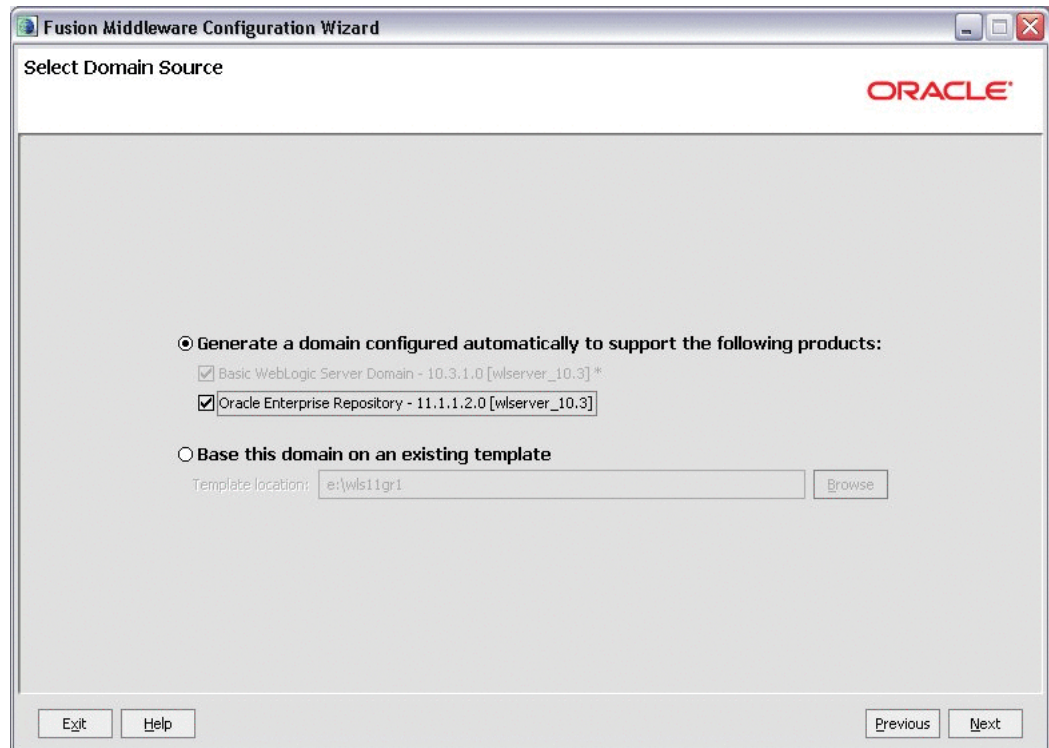 Fusion Middleware Configuration Wizard
Select Domain Source
ORACLE
Generate a domain configured automatically to support the following products:
Basic WebLogic Server Domain - 10.3.1.0 [wlserver_10.3] *
Oracle Enterprise Repository - 11.1.1.2.0 [wlserver_10.3]
Base this domain on an existing template
Template location: e:\wls11gr1 Browse
Exit Help Previous Next